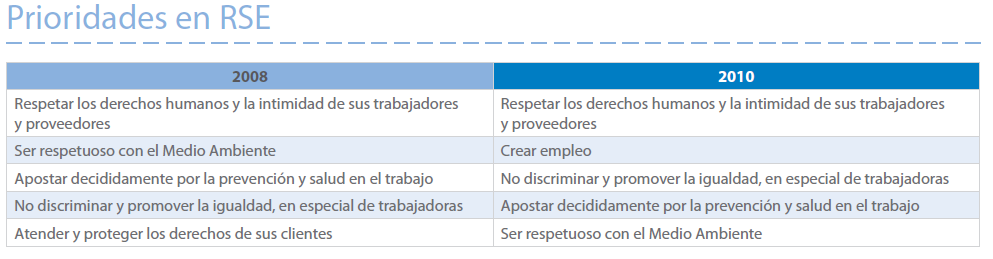 Prioridades en RSE
2008 2010
Respetar los derechos humanos y la intimidad de sus trabajadores Respetar los derechos humanos y la intimidad de sus trabajadores
y proveedores y proveedores
Ser respetuoso con el Medio Ambiente Crear empleo
Apostar decididamente por la prevención y salud en el trabajo No discriminar y promover la igualdad, en especial de trabajadoras
No discriminar y promover la igualdad, en especial de trabajadoras Apostar decididamente por la prevención y salud en el trabajo
Atender y proteger los derechos de sus clientes Ser respetuoso con el Medio Ambiente